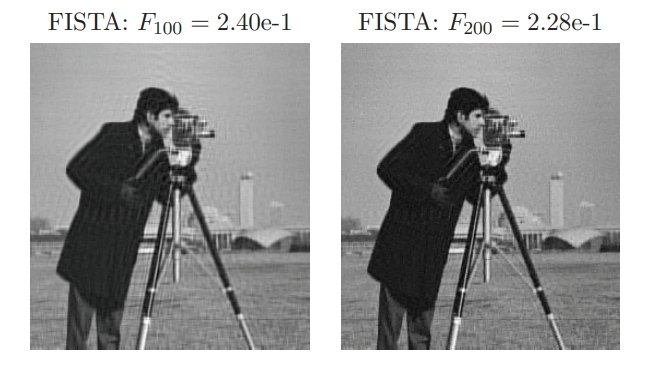 FISTA: F₁₀₀ = 2.40e-1
FISTA: F₂₀₀ = 2.28e-1